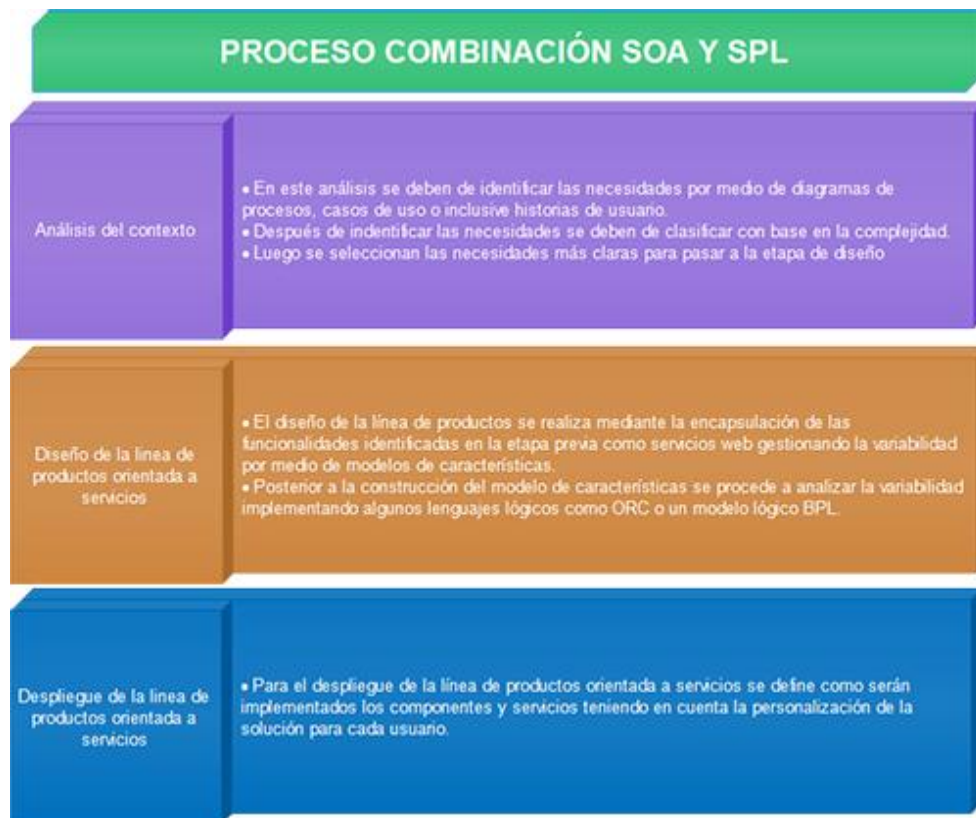 PROCESO COMBINACIÓN SOA Y SPL
Análisis del contexto
• En este análisis se deben de identificar las necesidades por medio de diagramas de
procesos, casos de uso o inclusive historias de usuario.
• Después de indentificar las necesidades se deben de clasificar con base en la complejidad.
• Luego se seleccionan las necesidades más claras para pasar a la etapa de diseño
Diseño de la linea de
productos orientada a
servicios
• El diseño de la línea de productos se realiza mediante la encapsulación de las
funcionalidades identificadas en la etapa previa como servicios web gestionando la variabilidad
por medio de modelos de características.
• Posterior a la construcción del modelo de características se procede a analizar la variabilidad
implementando algunos lenguajes lógicos como ORC o un modelo lógico BPL.
Despliegue de la linea de
productos orientada a
servicios
• Para el despliegue de la línea de productos orientada a servicios se define como serán
implementados los componentes y servicios teniendo en cuenta la personalización de la
solución para cada usuario.